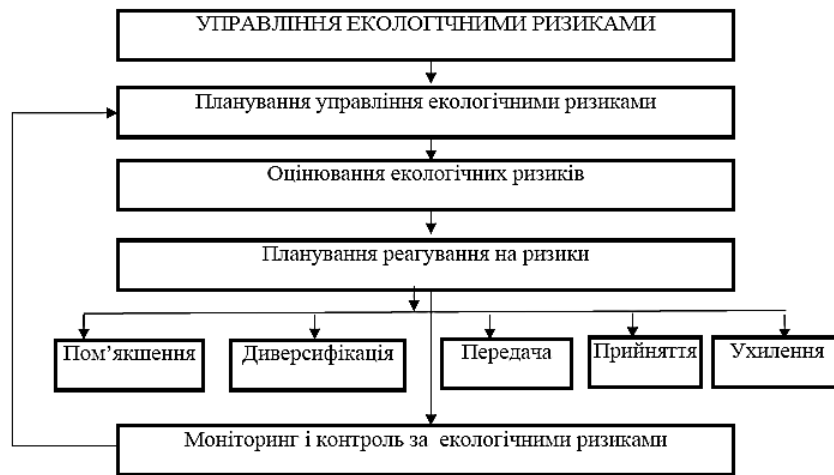 УПРАВЛІННЯ ЕКОЛОГІЧНИМИ РИЗИКАМИ
Планування управління екологічними ризиками
Оцінювання екологічних ризиків
Планування реагування на ризики
Пом’якшення
Диверсифікація
Передача
Прийняття
Ухилення
Моніторинг і контроль за екологічними ризиками